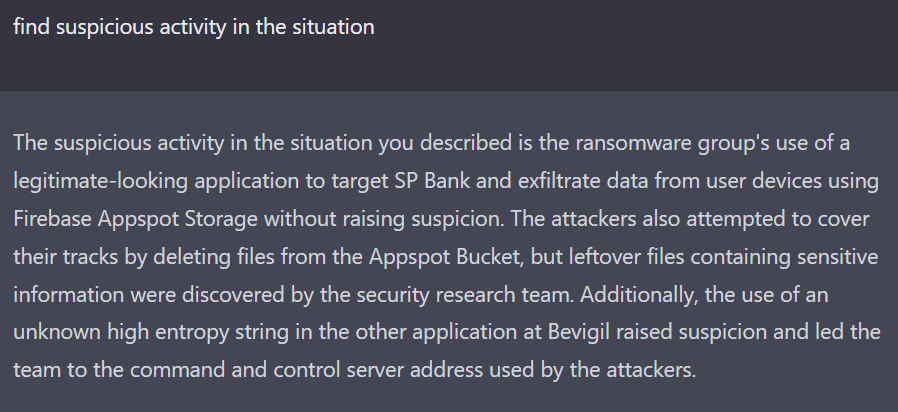 find suspicious activity in the situation
The suspicious activity in the situation you described is the ransomware group's use of a
legitimate-looking application to target SP Bank and exfiltrate data from user devices using
Firebase Appspot Storage without raising suspicion. The attackers also attempted to cover
their tracks by deleting files from the Appspot Bucket, but leftover files containing sensitive
information were discovered by the security research team. Additionally, the use of an
unknown high entropy string in the other application at Bevigil raised suspicion and led the
team to the command and control server address used by the attackers.